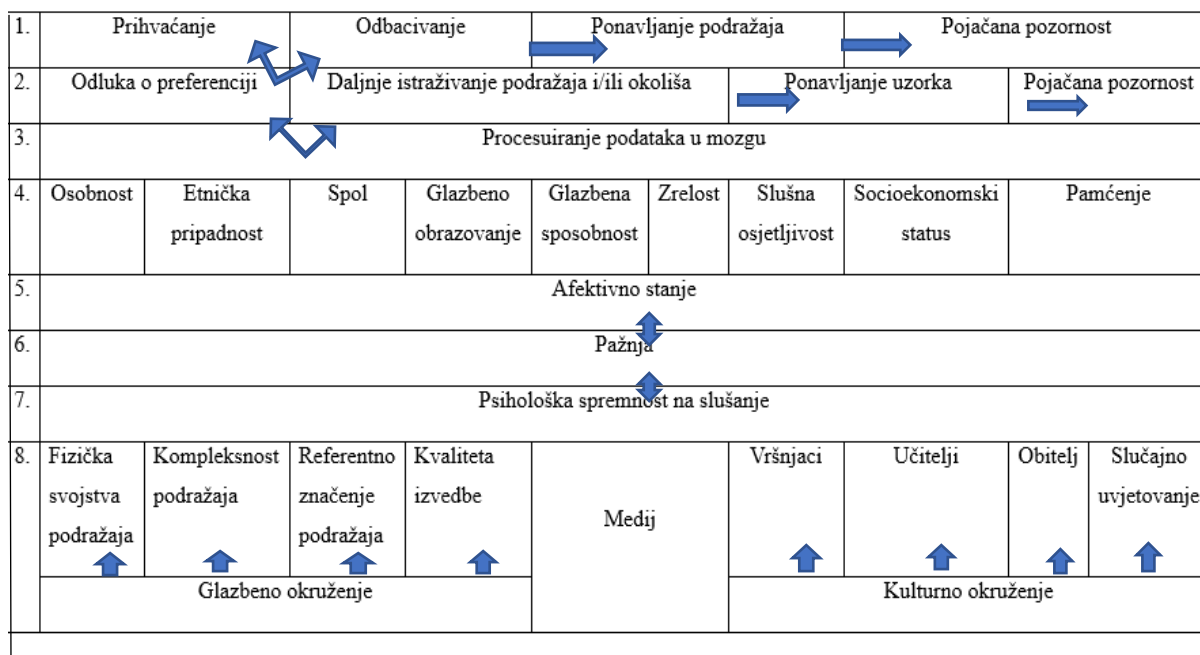 1. Prihvaćanje Odbacivanje Ponavljanje podražaja Pojačana pozornost
2. Odluka o preferenciji Daljnje istraživanje podražaja i/ili okoliša Ponavljanje uzorka Pojačana pozornost
3. Procesuiranje podataka u mozgu
4. Osobnost Etnička Spol Glazbeno Glazbena Zrelost Slušna Socioekonomski Pamćenje
pripadnost obrazovanje sposobnost osjetljivost status
5. Afektivno stanje
6. Pažnja
7. Psihološka spremnost na slušanje
8. Fizička Kompleksnost Referentno Kvaliteta Vršnjaci Učitelji Obitelj Slučajno
svojstva podražaja značenje izvedbe uvjetovanje
Medij
podražaja podražaja
Glazbeno okruženje Kulturno okruženje